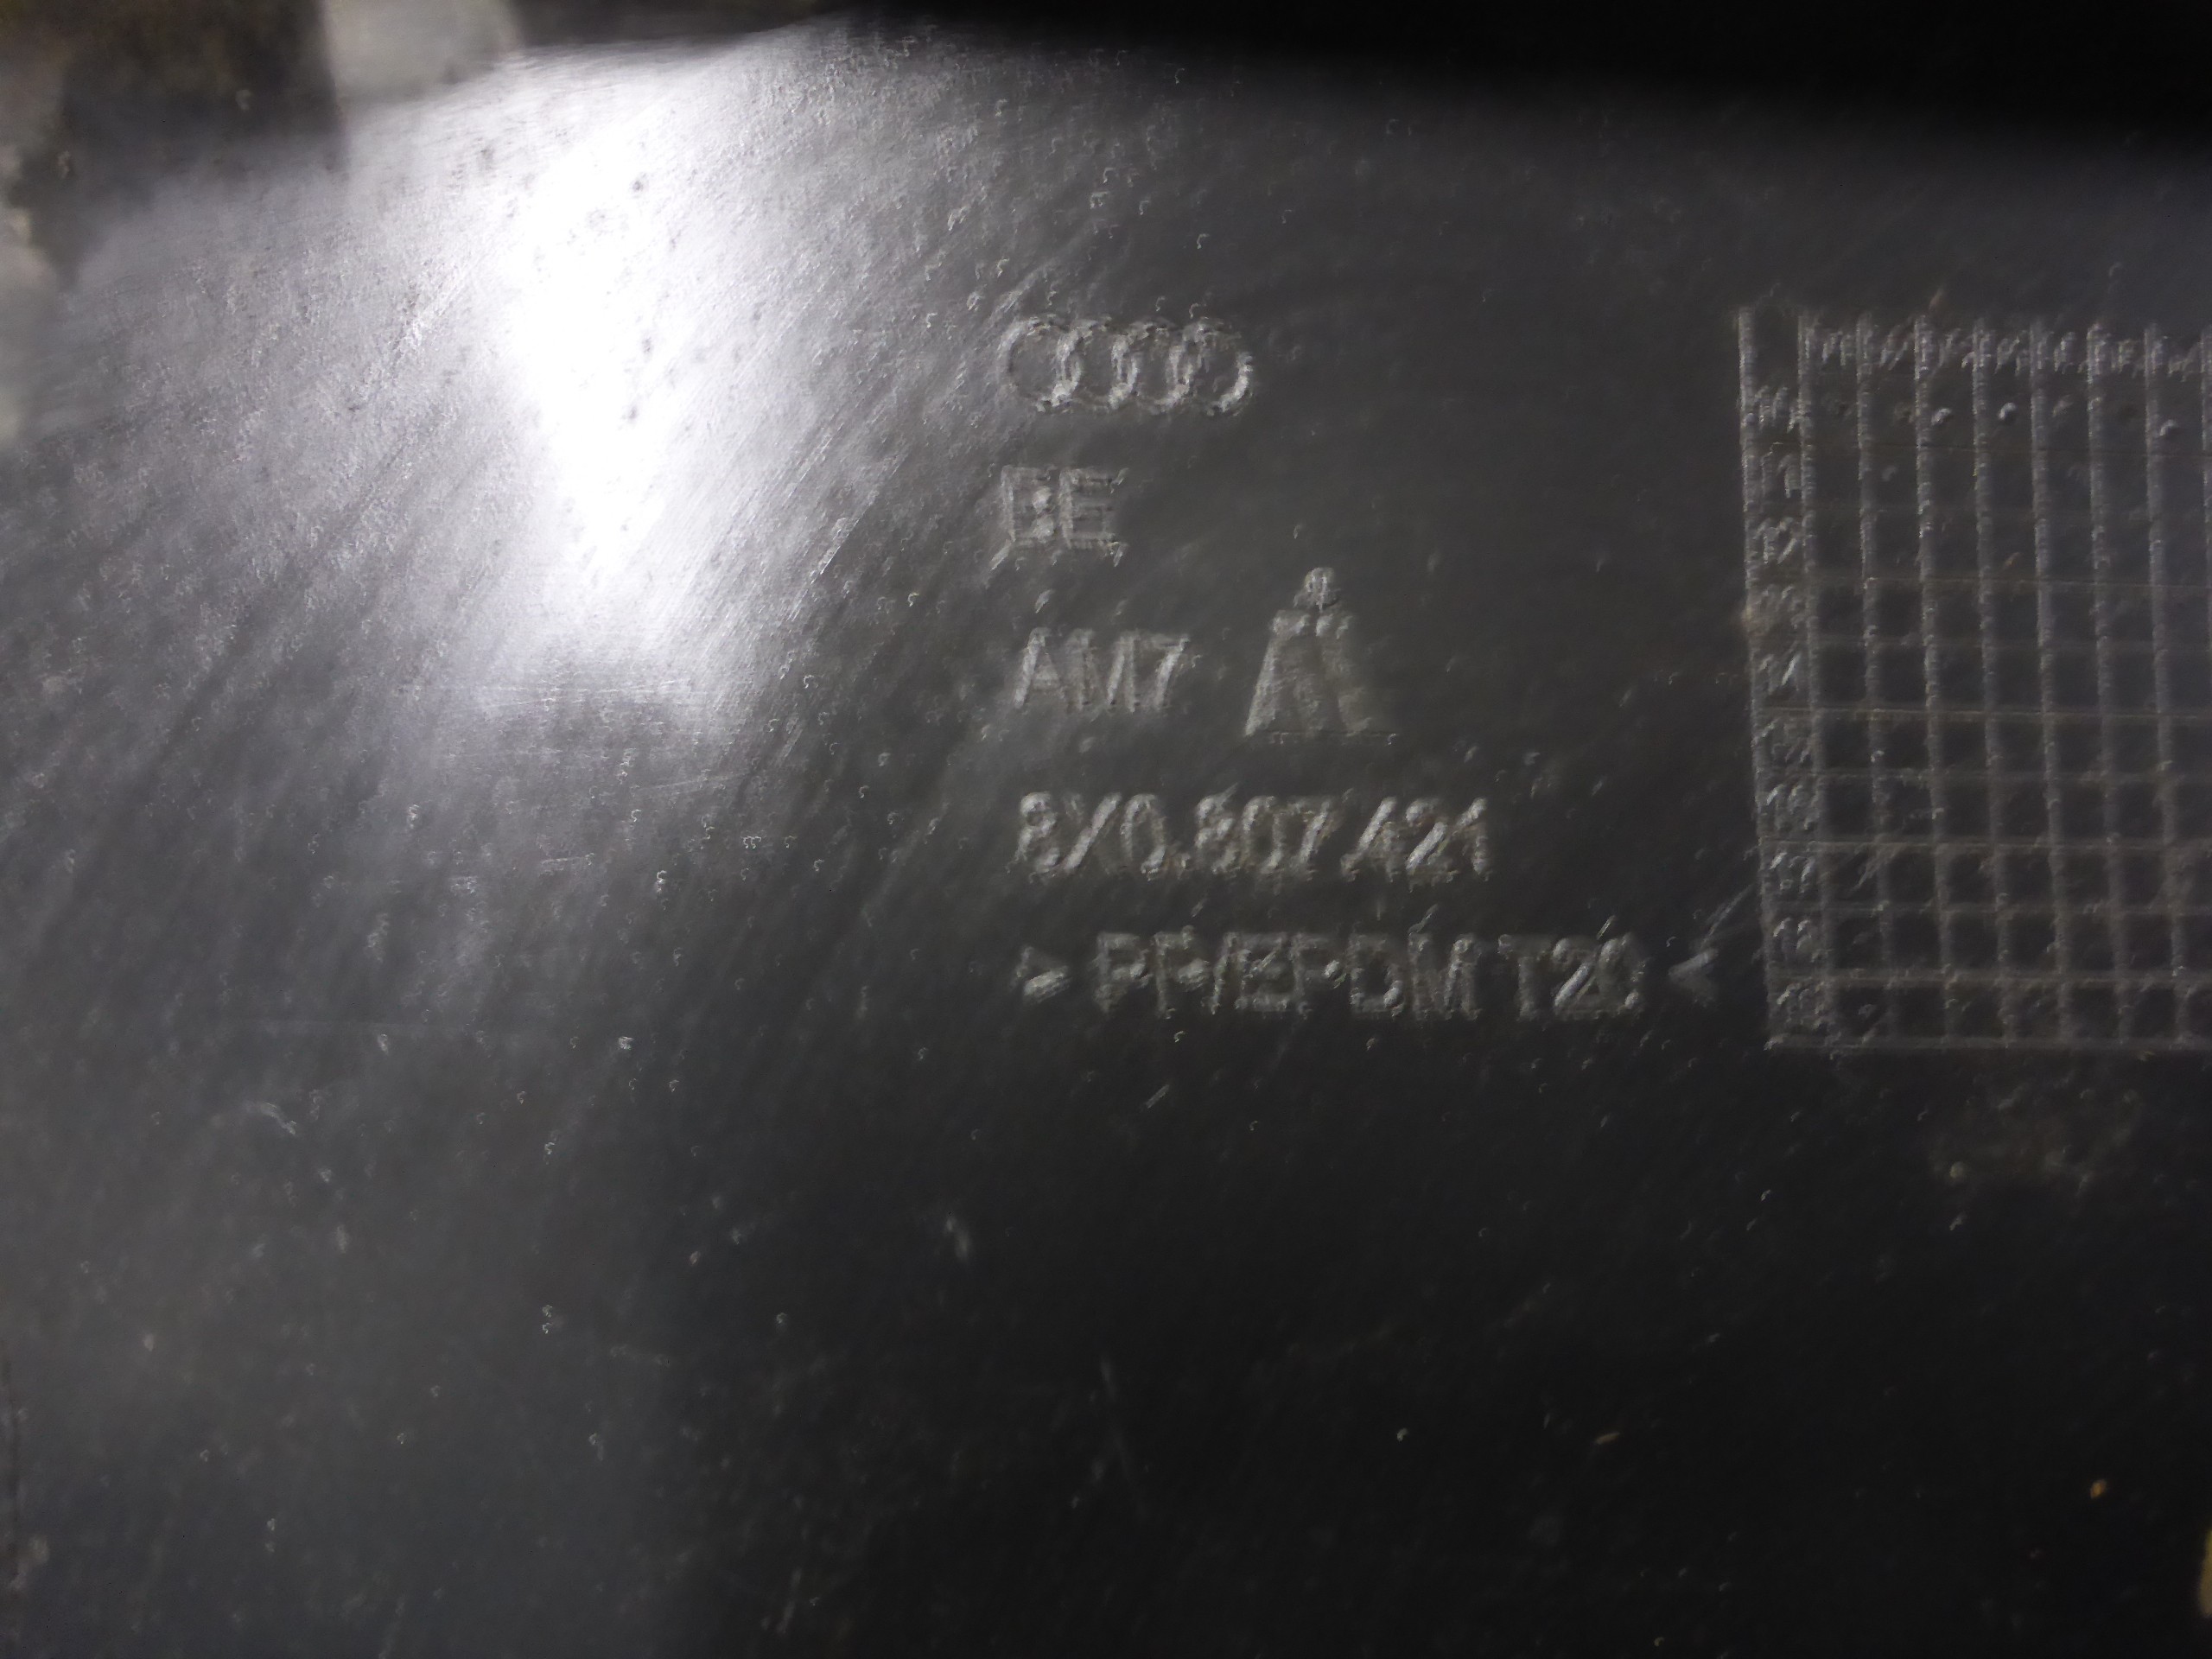 BE
AM7
8X0.807.421
> PP/EPDM T20 <